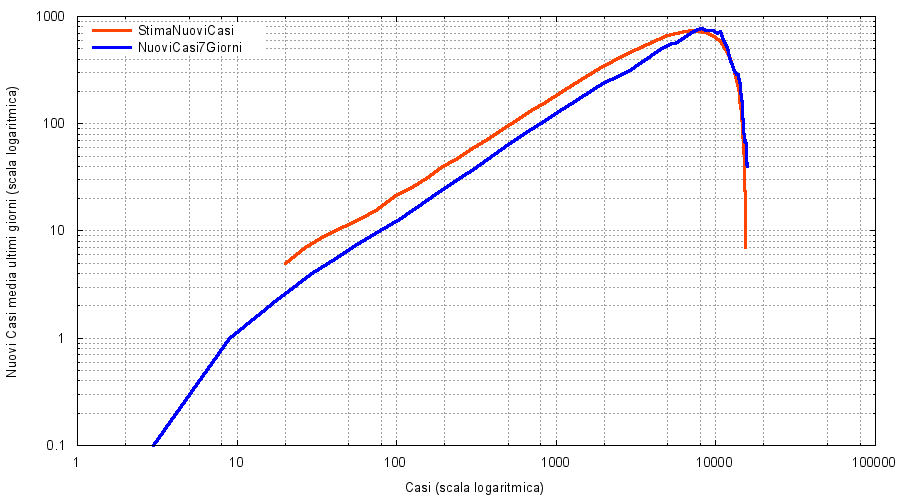 StimaNuoviCasi
NuoviCasi7Giorni
Nuovi Casi media ultimi giorni (scala logaritmica)
1000
100
10
1
0.1
1 10 100 1000 10000 100000
Casi (scala logaritmica)